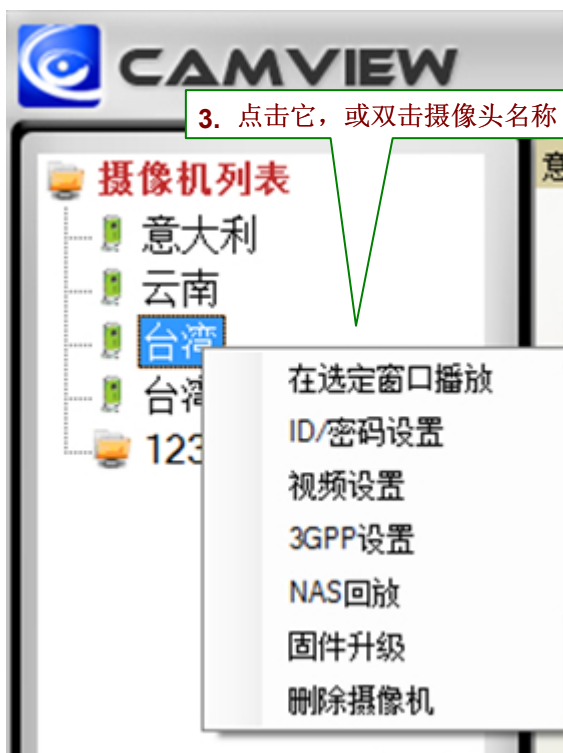 CAMVIEW
3. 点击它，或双击摄像头名称
摄像机列表
意
意大利
云南
台湾
台
123
在选定窗口播放
ID/密码设置
视频设置
3GPP设置
NAS回放
固件升级
删除摄像机